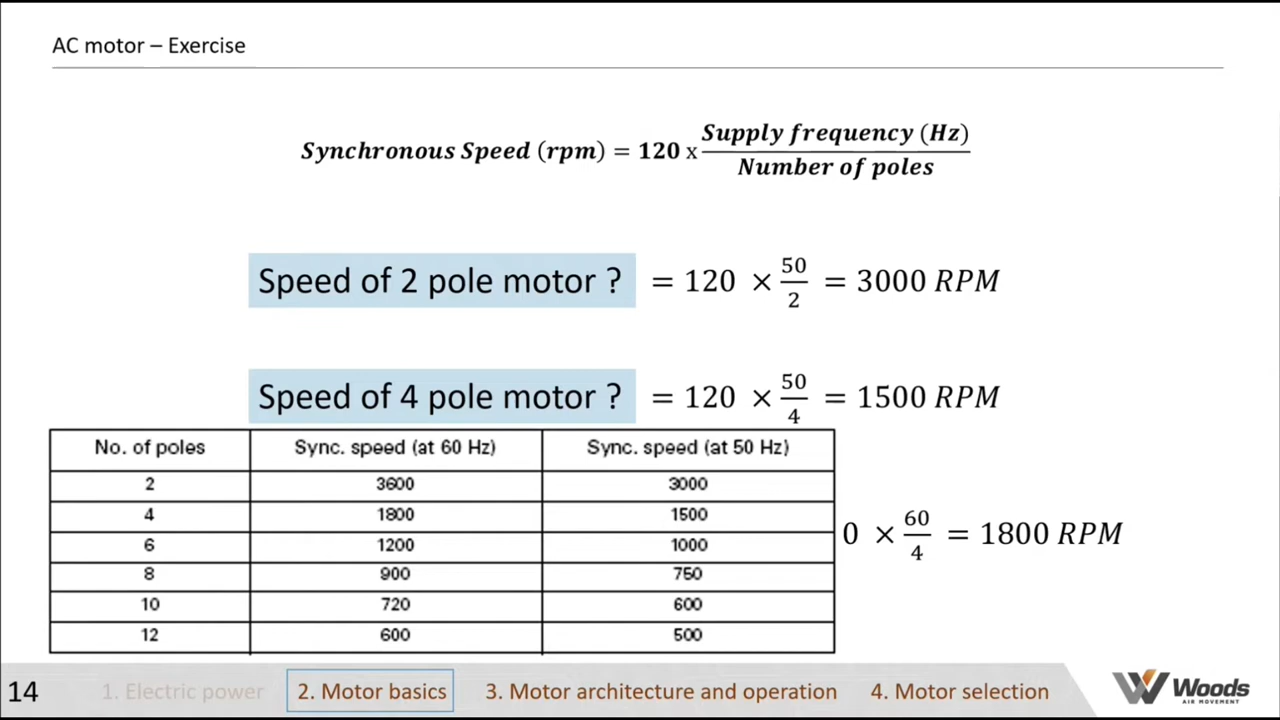 AC motor – Exercise
Synchronous Speed (rpm) = 120 x Supply frequency (Hz) / Number of poles
Speed of 2 pole motor ? = 120 × 50/2 = 3000 RPM
Speed of 4 pole motor ? = 120 × 50/4 = 1500 RPM
No. of poles Sync. speed (at 60 Hz) Sync. speed (at 50 Hz)
2 3600 3000
4 1800 1500
6 1200 1000
8 900 750
10 720 600
12 600 500
0 × 60/4 = 1800 RPM
14 1. Electric power 2. Motor basics 3. Motor architecture and operation 4. Motor selection
Woods
AIR MOVEMENT